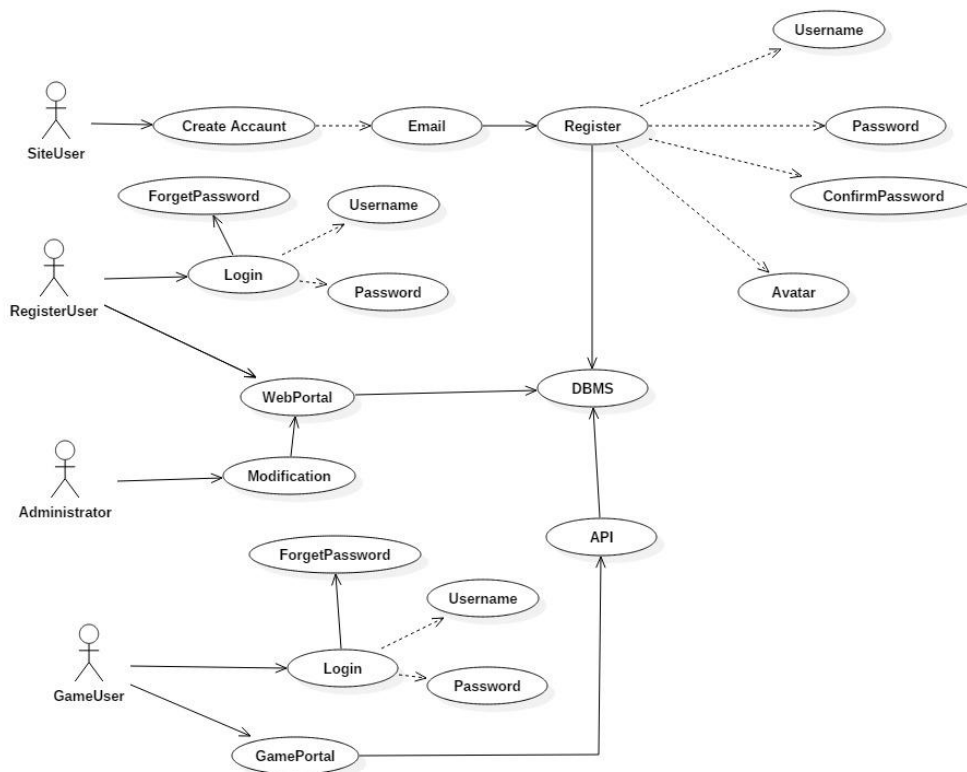 Username
SiteUser
Create Accaunt
Email
Register
Password
ConfirmPassword
Avatar
ForgetPassword
Username
RegisterUser
Login
Password
WebPortal
DBMS
Administrator
Modification
API
ForgetPassword
Username
GameUser
Login
Password
GamePortal